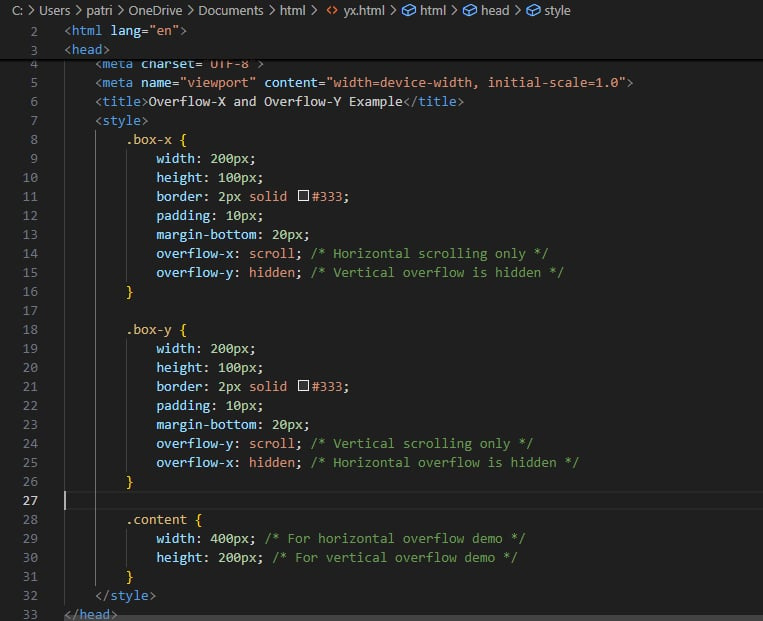 C: > Users > patri > OneDrive > Documents > html > <> yx.html > html > head > style
2 <html lang="en">
3 <head>
4 <meta charset="UTF-8">
5 <meta name="viewport" content="width=device-width, initial-scale=1.0">
6 <title>Overflow-X and Overflow-Y Example</title>
7 <style>
8 .box-x {
9 width: 200px;
10 height: 100px;
11 border: 2px solid #333;
12 padding: 10px;
13 margin-bottom: 20px;
14 overflow-x: scroll; /* Horizontal scrolling only */
15 overflow-y: hidden; /* Vertical overflow is hidden */
16 }
17
18 .box-y {
19 width: 200px;
20 height: 100px;
21 border: 2px solid #333;
22 padding: 10px;
23 margin-bottom: 20px;
24 overflow-y: scroll; /* Vertical scrolling only */
25 overflow-x: hidden; /* Horizontal overflow is hidden */
26 }
27
28 .content {
29 width: 400px; /* For horizontal overflow demo */
30 height: 200px; /* For vertical overflow demo */
31 }
32 </style>
33 </head>